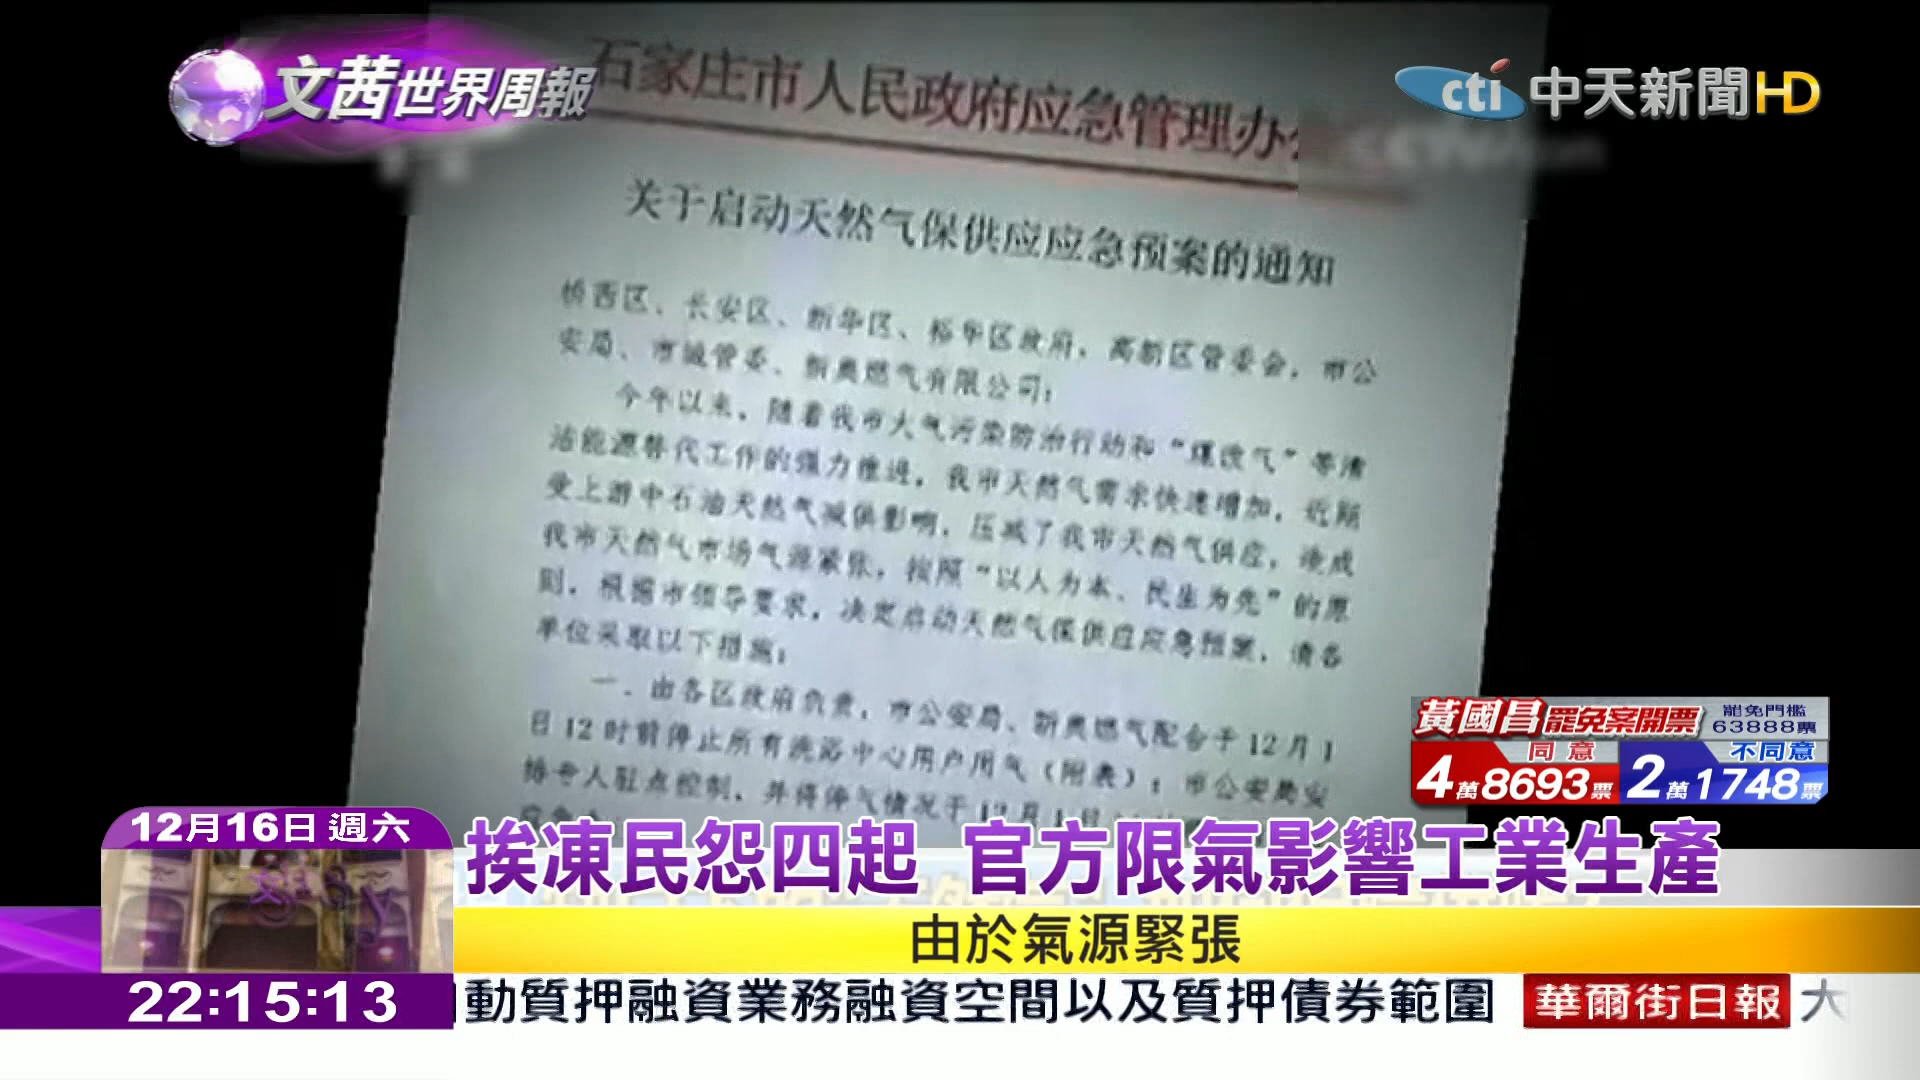 文茜世界周報
cti 中天新聞HD
石家庄市人民政府应急管理办
关于启动天然气保供应应急预案的通知
桥西区、长安区、新华区、裕华区政府，高新区管委会，市公
安局、市城管委、新奥燃气有限公司：
今年以来，随着我市大气污染防治行动和“煤改气”等清
洁能源替代工作的强力推进，我市天然气需求快速增加，近期
受上游中石油天然气减供影响，压减了我市天然气供应，造成
我市天然气市场气源紧张，按照“以人为本、民生为先”的原
则，根据市领导要求，决定启动天然气保供应应急预案，请各
单位采取以下措施：
一、由各区政府负责，市公安局、新奥燃气配合于12月1
日12时前停止所有洗浴中心用户用气（附表）；市公安局安
排专人驻点控制，并将停气情况于12月1日
黃國昌罷免案開票
罷免門檻
63888票
同意
4萬8693票
不同意
2萬1748票
12月16日 週六
挨凍民怨四起 官方限氣影響工業生產
由於氣源緊張
22:15:13
動質押融資業務融資空間以及質押債券範圍 華爾街日報 大